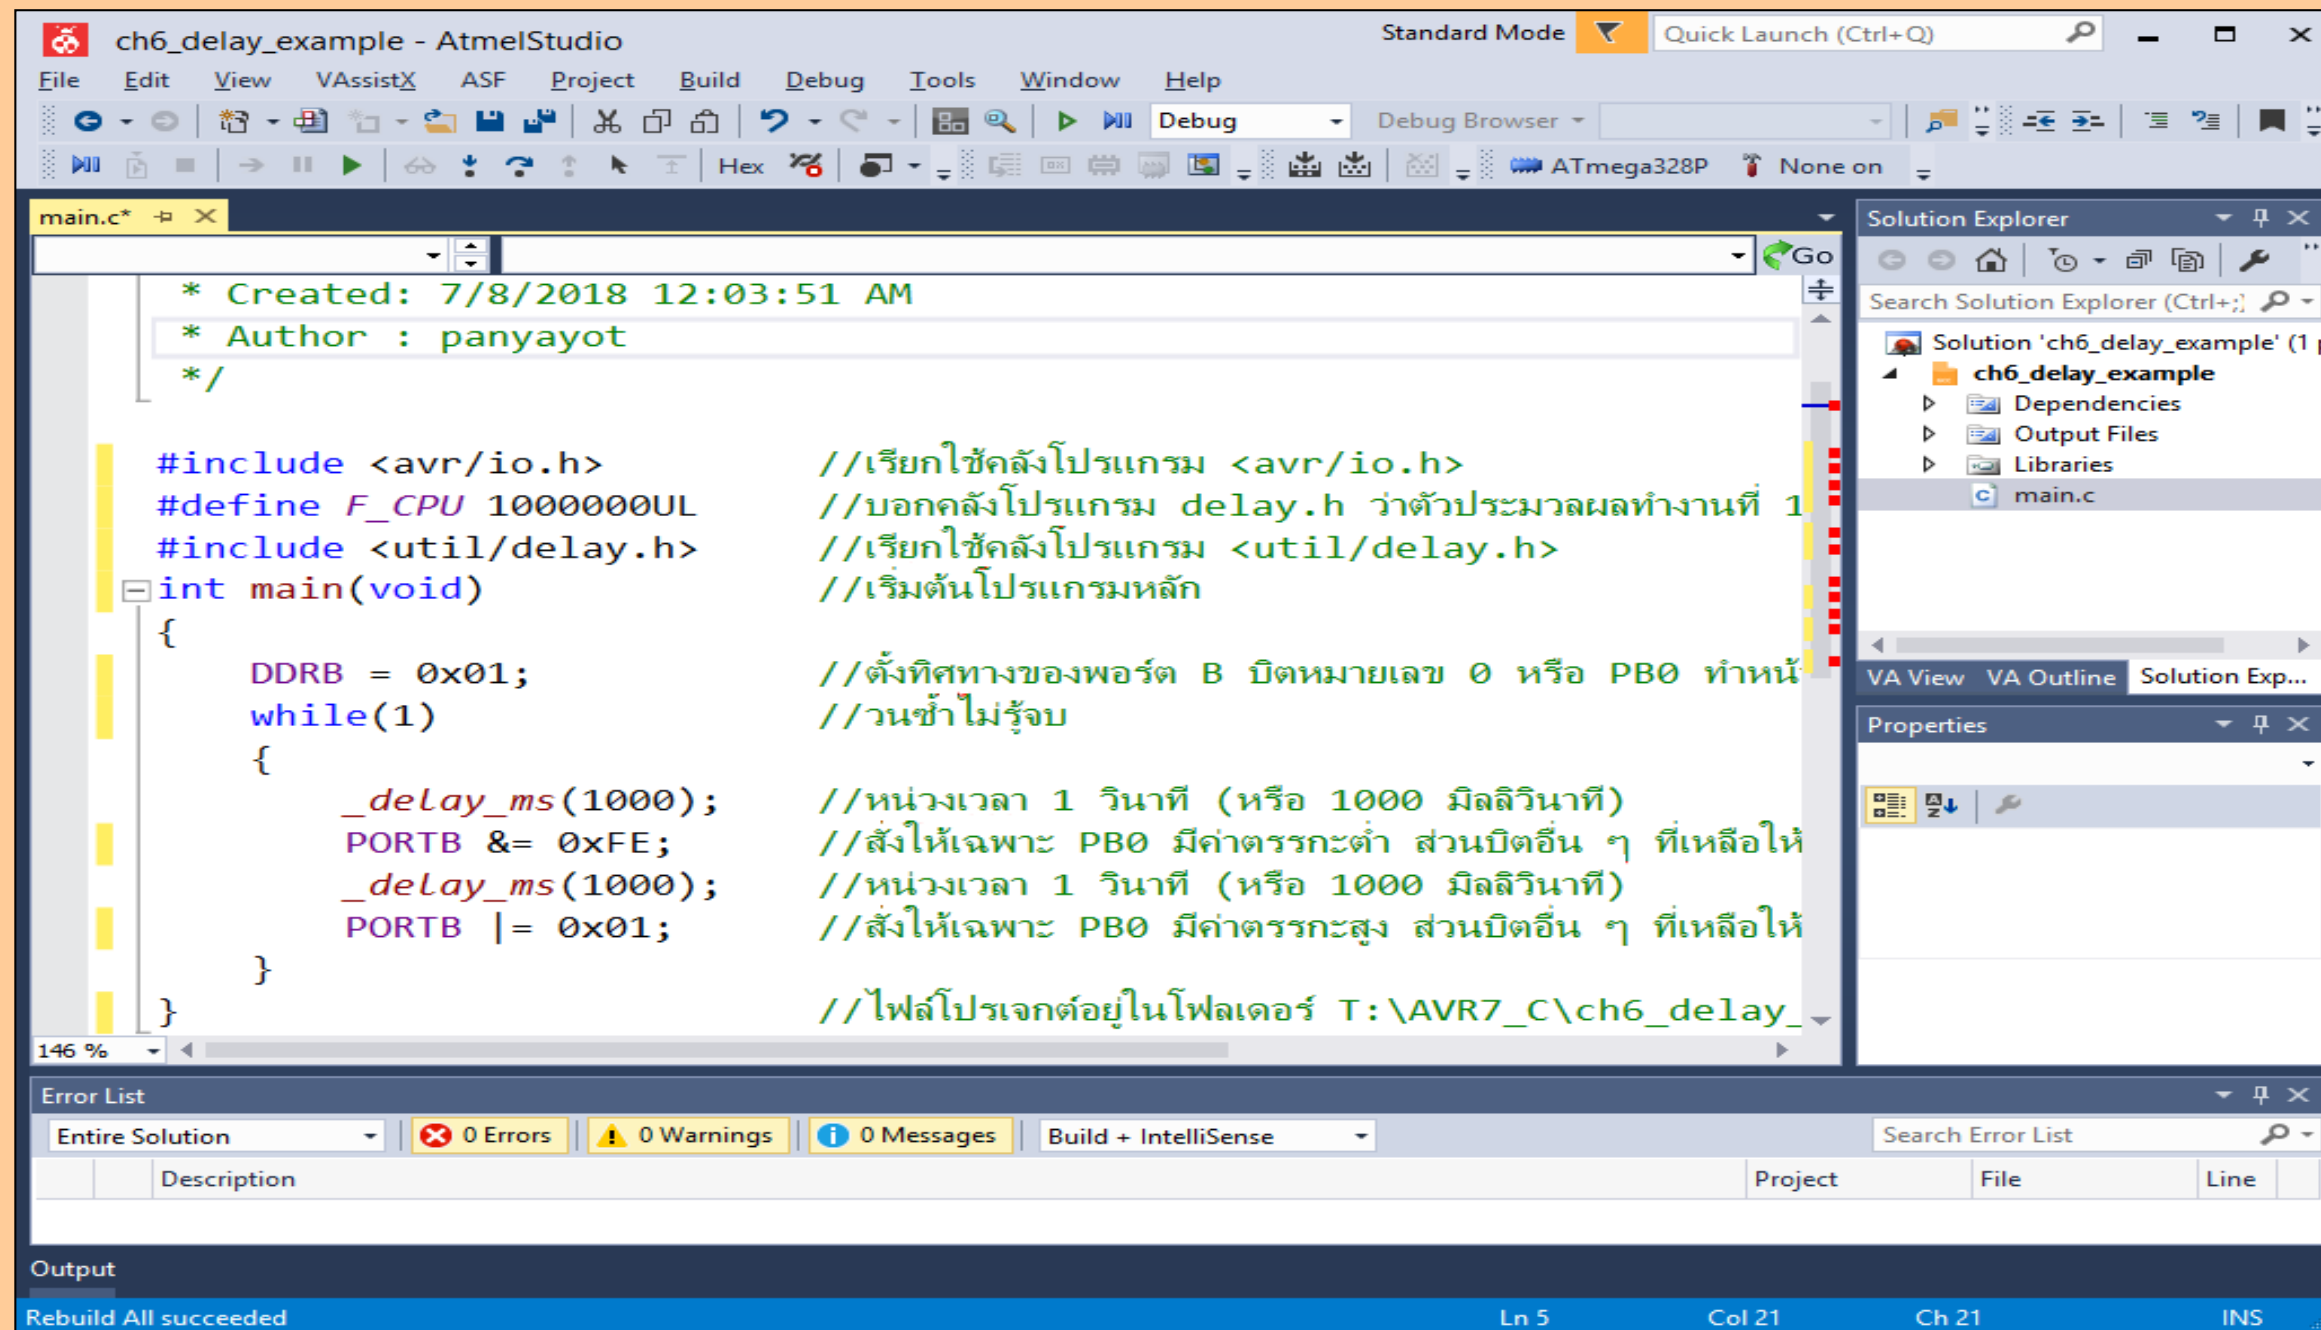 ch6_delay_example - AtmelStudio
Standard Mode
Quick Launch (Ctrl+Q)
File Edit View VAssistX ASF Project Build Debug Tools Window Help
Debug Debug Browser
Hex ATmega328P None on
main.c*
Go
* Created: 7/8/2018 12:03:51 AM
* Author : panyayot
*/
#include <avr/io.h> //เรียกใช้คลังโปรแกรม <avr/io.h>
#define F_CPU 1000000UL //บอกคลังโปรแกรม delay.h ว่าตัวประมวลผลทำงานที่ 1
#include <util/delay.h> //เรียกใช้คลังโปรแกรม <util/delay.h>
int main(void) //เริ่มต้นโปรแกรมหลัก
{
DDRB = 0x01; //ตั้งทิศทางของพอร์ต B บิตหมายเลข 0 หรือ PB0 ทำหน้
while(1) //วนซ้ำไม่รู้จบ
{
_delay_ms(1000); //หน่วงเวลา 1 วินาที (หรือ 1000 มิลลิวินาที)
PORTB &= 0xFE; //สั่งให้เฉพาะ PB0 มีค่าตรรกะต่ำ ส่วนบิตอื่น ๆ ที่เหลือให้
_delay_ms(1000); //หน่วงเวลา 1 วินาที (หรือ 1000 มิลลิวินาที)
PORTB |= 0x01; //สั่งให้เฉพาะ PB0 มีค่าตรรกะสูง ส่วนบิตอื่น ๆ ที่เหลือให้
}
} //ไฟล์โปรเจกต์อยู่ในโฟลเดอร์ T:\AVR7_C\ch6_delay_
146 %
Solution Explorer
Search Solution Explorer (Ctrl+;)
Solution 'ch6_delay_example' (1 p
ch6_delay_example
Dependencies
Output Files
Libraries
main.c
VA View VA Outline Solution Exp...
Properties
Error List
Entire Solution 0 Errors 0 Warnings 0 Messages Build + IntelliSense Search Error List
Description Project File Line
Output
Rebuild All succeeded Ln 5 Col 21 Ch 21 INS